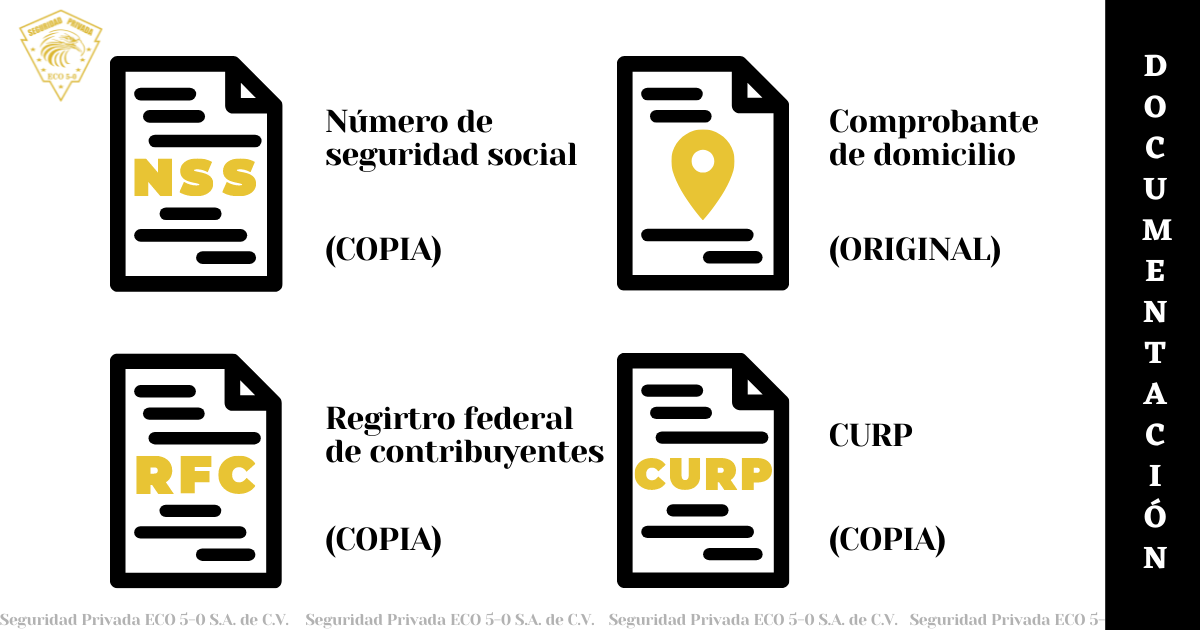 SEGURIDAD PRIVADA
ECO 5-0
NSS
Número de
seguridad social
(COPIA)
Comprobante
de domicilio
(ORIGINAL)
RFC
Regirtro federal
de contribuyentes
(COPIA)
CURP
CURP
(COPIA)
DOCUMENTACIÓN
Seguridad Privada ECO 5-0 S.A. de C.V. Seguridad Privada ECO 5-0 S.A. de C.V. Seguridad Privada ECO 5-0 S.A. de C.V. Seguridad Privada ECO 5-